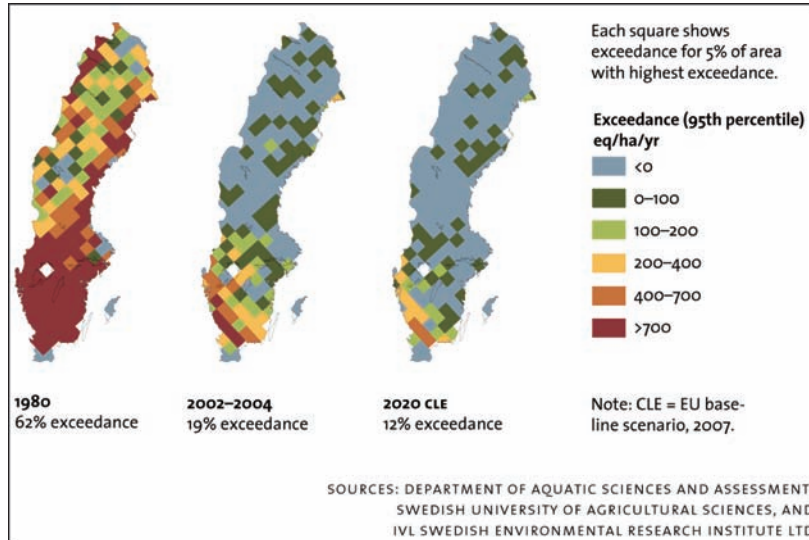 Each square shows
exceedance for 5% of area
with highest exceedance.
Exceedance (95th percentile)
eq/ha/yr
<0
0–100
100–200
200–400
400–700
>700
1980
62% exceedance
2002–2004
19% exceedance
2020 CLE
12% exceedance
Note: CLE = EU base-
line scenario, 2007.
SOURCES: DEPARTMENT OF AQUATIC SCIENCES AND ASSESSMENT
SWEDISH UNIVERSITY OF AGRICULTURAL SCIENCES, AND
IVL SWEDISH ENVIRONMENTAL RESEARCH INSTITUTE LTD